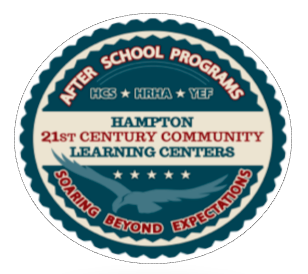 AFTER SCHOOL PROGRAMS
HCS ★ HRHA ★ YEF
HAMPTON
21ST CENTURY COMMUNITY
LEARNING CENTERS
★ ★ ★ ★ ★
SOARING BEYOND EXPECTATIONS